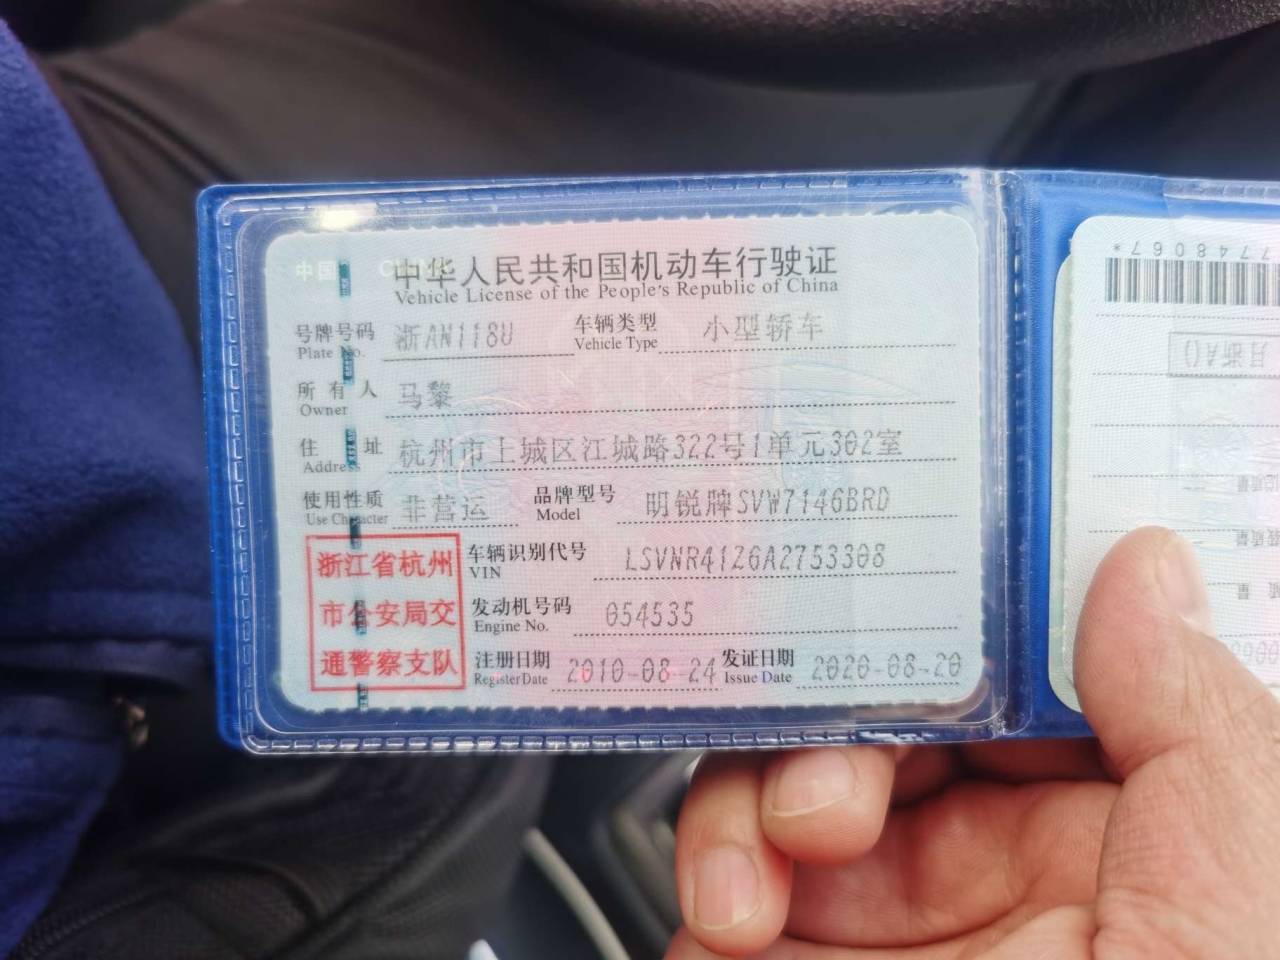 中华人民共和国机动车行驶证
Vehicle License of the People's Republic of China
号牌号码 浙AN118U 车辆类型 小型轿车
Plate No. Vehicle Type
所有人 马黎
Owner
住址 杭州市上城区江城路322号1单元302室
Address
使用性质 非营运 品牌型号 明锐牌SVW7146BRD
Use Character Model
浙江省杭州
市公安局交
通警察支队
车辆识别代号 LSVNR41Z6A2753308
VIN
发动机号码 054535
Engine No.
注册日期 2010-08-24 发证日期 2020-08-20
Register Date Issue Date
7748067*